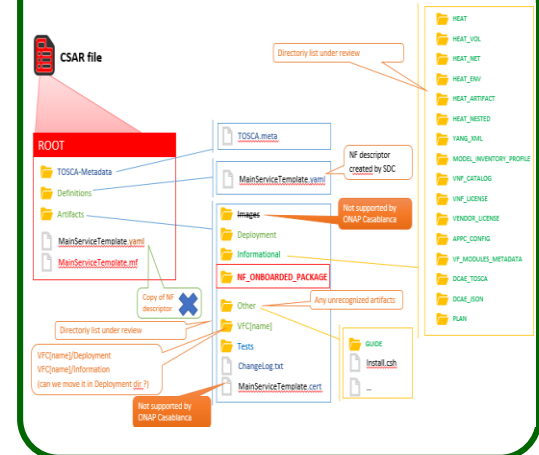 CSAR file
ROOT
TOSCA-Metadata
Definitions
Artifacts
MainServiceTemplate.yaml
MainServiceTemplate.mf
Copy of NF
descriptor
Directoriy list under review
VFC[name]/Deployment
VFC[name]/Information
(can we move it in Deployment dir ?)
Not supported by
ONAP Casablanca
TOSCA.meta
MainServiceTemplate.yaml
NF descriptor
created by SDC
Images
Deployment
Informational
NF_ONBOARDED_PACKAGE
Other
VFC[name]
Tests
ChangeLog.txt
MainServiceTemplate.cert
Not supported by
ONAP Casablanca
Any unrecognized artifacts
GUIDE
Install.csh
...
Directoriy list under review
HEAT
HEAT_VOL
HEAT_NET
HEAT_ENV
HEAT_ARTIFACT
HEAT_NESTED
YANG_XML
MODEL_INVENTORY_PROFILE
VNF_CATALOG
VNF_LICENSE
VENDOR_LICENSE
APPC_CONFIG
VF_MODULES_METADATA
DCAE_TOSCA
DCAE_JSON
PLAN